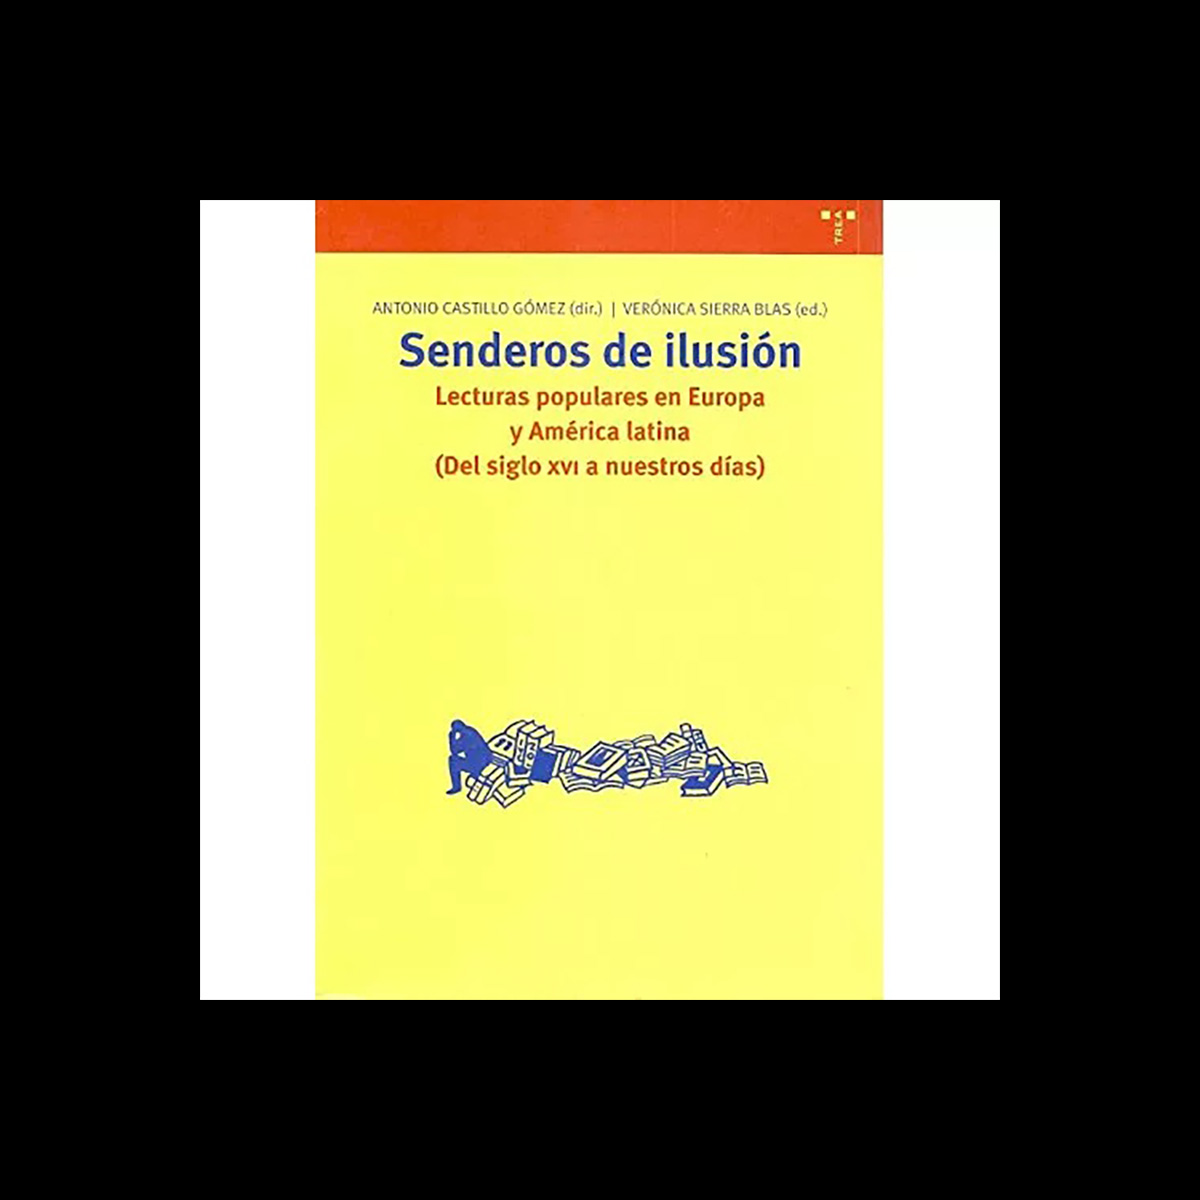 TREA
ANTONIO CASTILLO GÓMEZ (dir.) | VERÓNICA SIERRA BLAS (ed.)
Senderos de ilusión
Lecturas populares en Europa
y América latina
(Del siglo XVI a nuestros días)